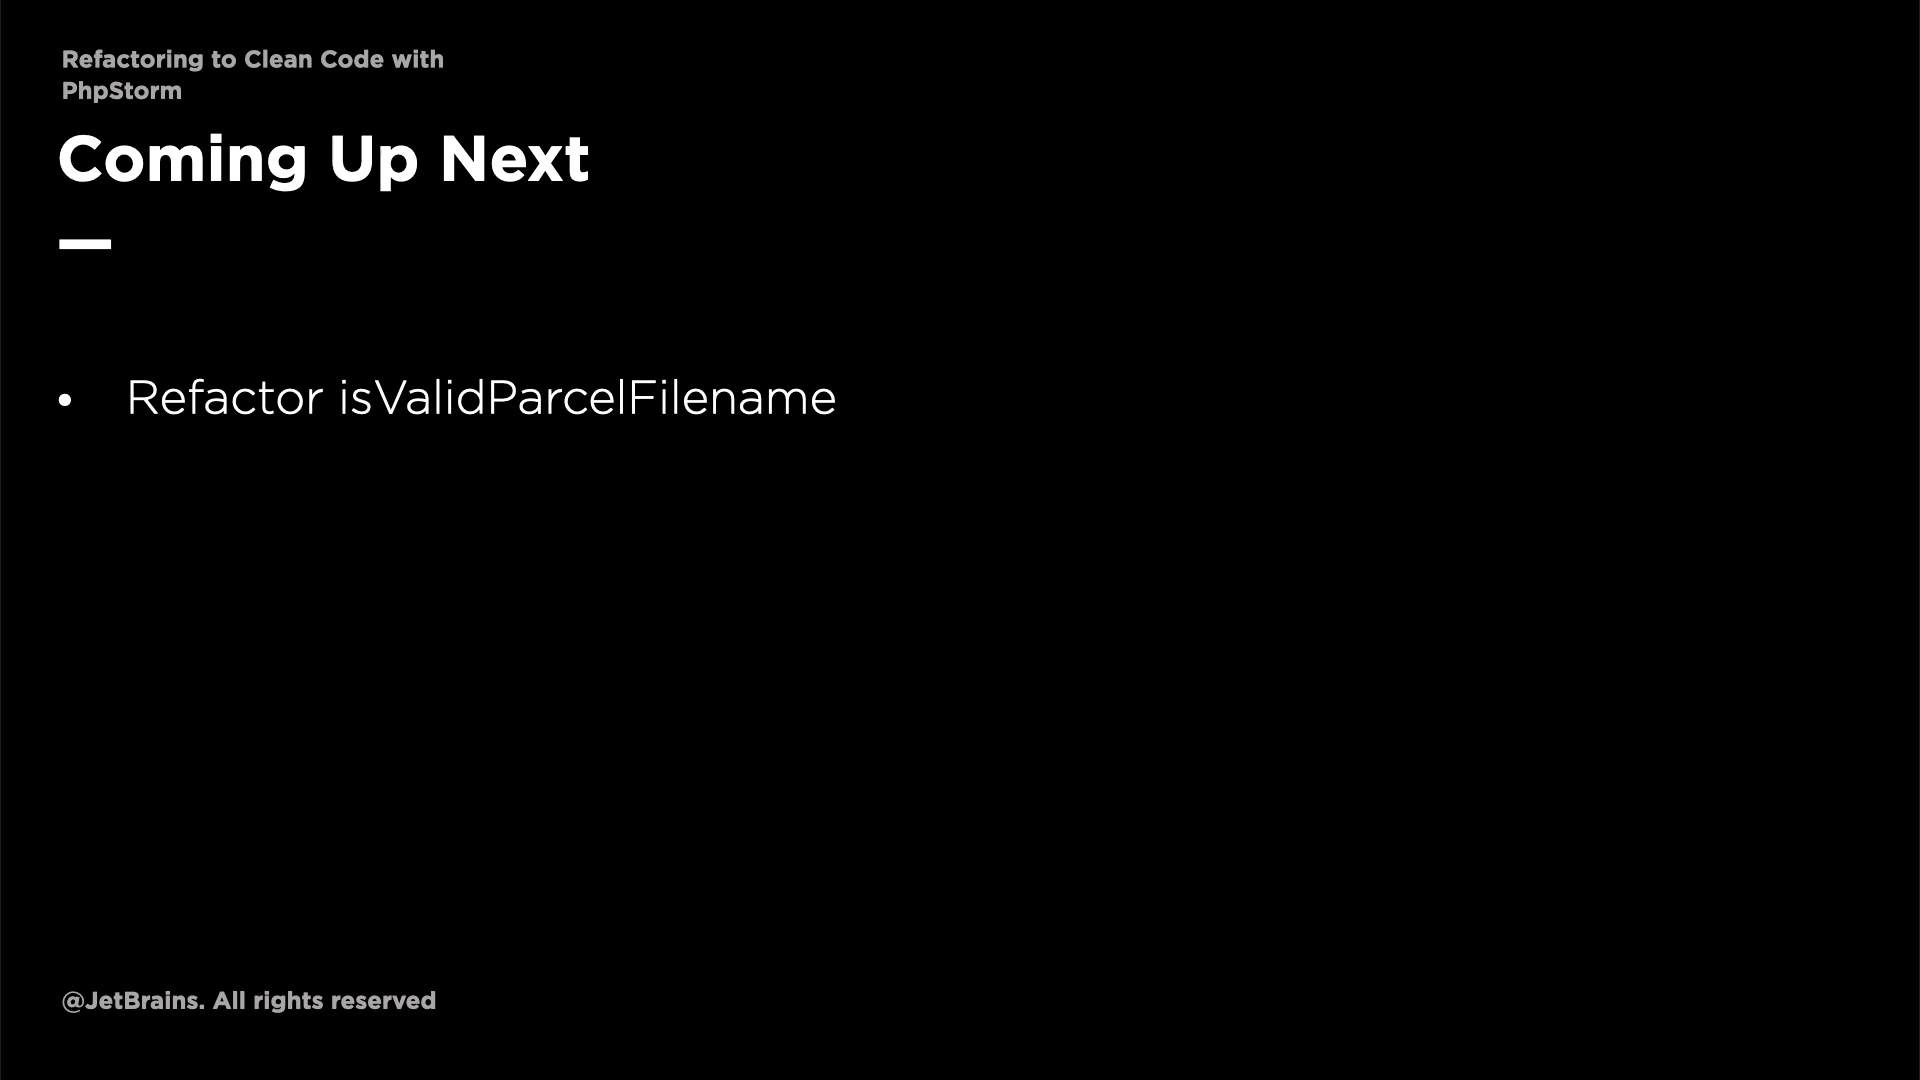 Refactoring to Clean Code with
PhpStorm
Coming Up Next
• Refactor isValidParcelFilename
@JetBrains. All rights reserved